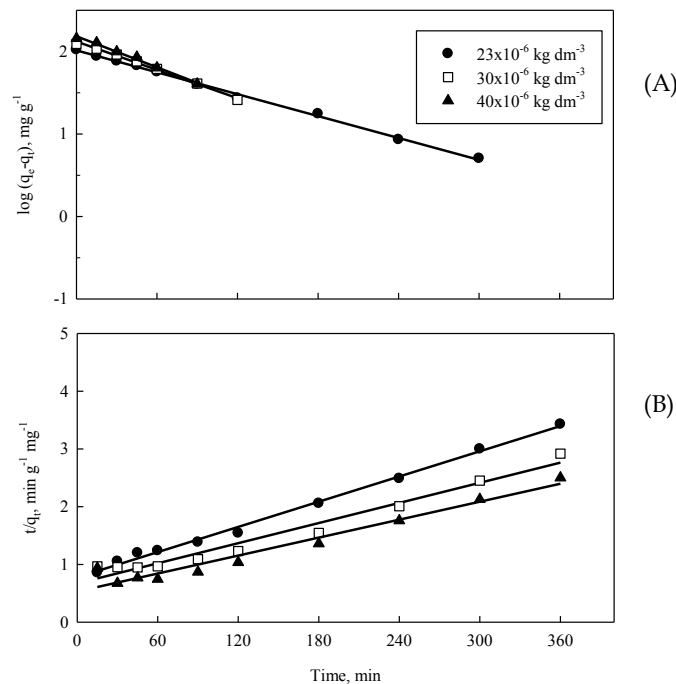 2
1
0
-1
log (qₑ-qₜ), mg g⁻¹
23x10⁻⁶ kg dm⁻³
30x10⁻⁶ kg dm⁻³
40x10⁻⁶ kg dm⁻³
(A)
5
4
3
2
1
0
t/qₜ, min g⁻¹ mg⁻¹
(B)
0 60 120 180 240 300 360
Time, min